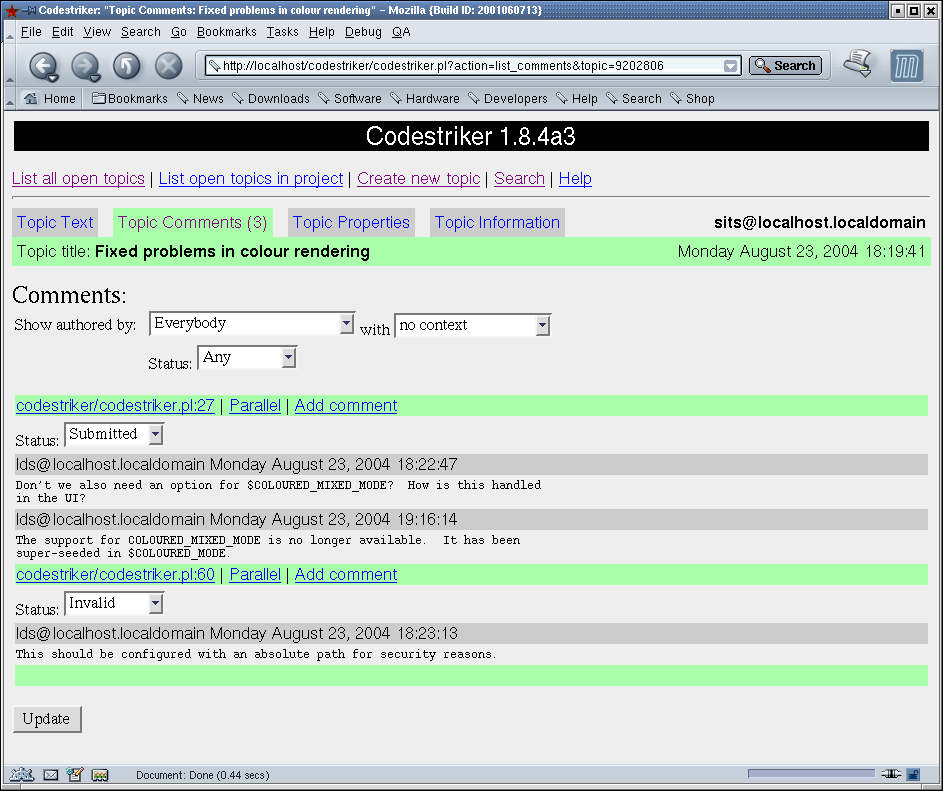 Codestriker: "Topic Comments: Fixed problems in colour rendering" – Mozilla {Build ID: 2001060713}
File Edit View Search Go Bookmarks Tasks Help Debug QA
http://localhost/codestriker/codestriker.pl?action=list_comments&topic=9202806 Search
Home Bookmarks News Downloads Software Hardware Developers Help Search Shop
Codestriker 1.8.4a3
List all open topics | List open topics in project | Create new topic | Search | Help
Topic Text Topic Comments (3) Topic Properties Topic Information sits@localhost.localdomain
Topic title: Fixed problems in colour rendering Monday August 23, 2004 18:19:41
Comments:
Show authored by: Everybody with no context
Status: Any
codestriker/codestriker.pl:27 | Parallel | Add comment
Status: Submitted
lds@localhost.localdomain Monday August 23, 2004 18:22:47
Don't we also need an option for $COLOURED_MIXED_MODE? How is this handled
in the UI?
lds@localhost.localdomain Monday August 23, 2004 19:16:14
The support for COLOURED_MIXED_MODE is no longer available. It has been
super-seeded in $COLOURED_MODE.
codestriker/codestriker.pl:60 | Parallel | Add comment
Status: Invalid
lds@localhost.localdomain Monday August 23, 2004 18:23:13
This should be configured with an absolute path for security reasons.
Update
Document: Done (0.44 secs)